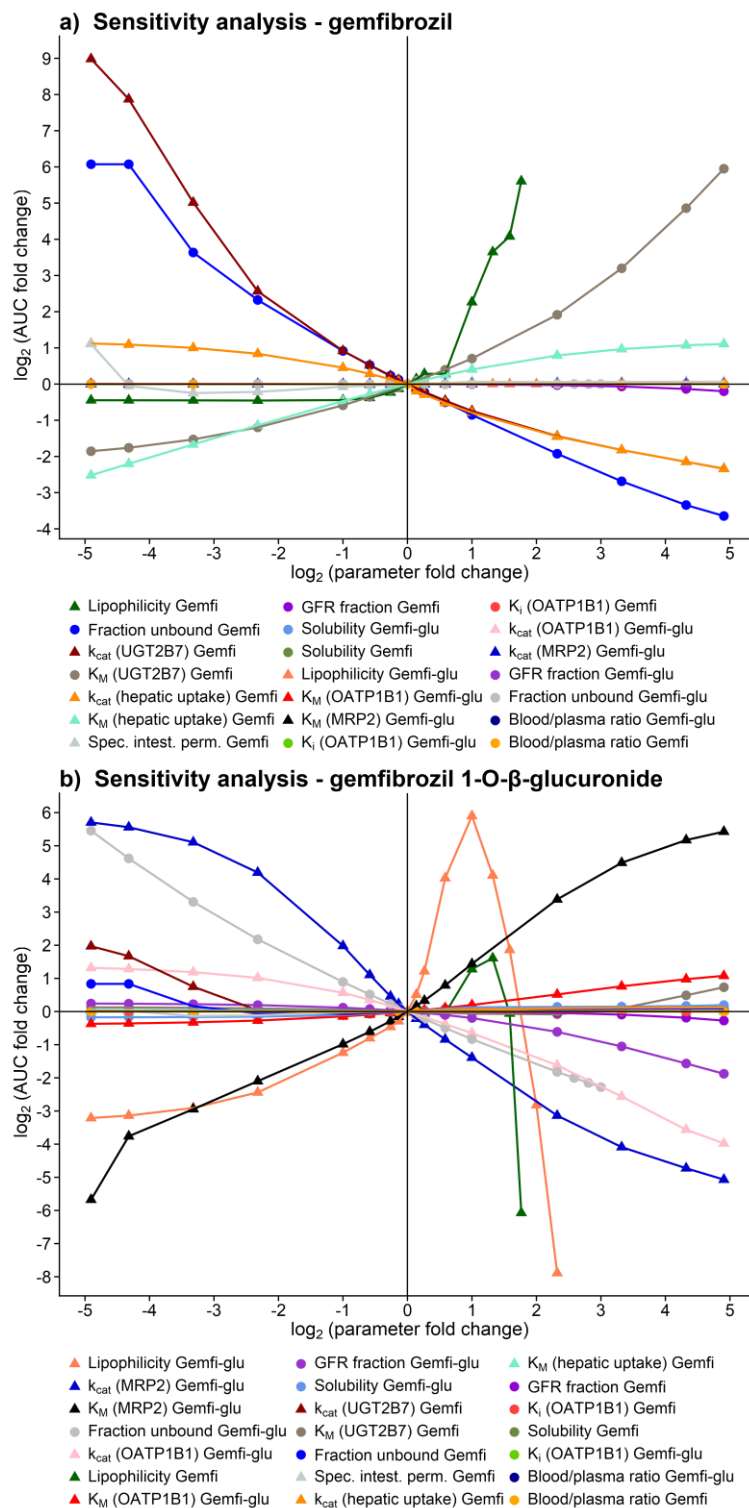 a) Sensitivity analysis - gemfibrozil
9
8
7
6
5
4
3
2
1
0
-1
-2
-3
-4
log2 (AUC fold change)
-5 -4 -3 -2 -1 0 1 2 3 4 5
log2 (parameter fold change)
Lipophilicity Gemfi GFR fraction Gemfi Ki (OATP1B1) Gemfi
Fraction unbound Gemfi Solubility Gemfi-glu kcat (OATP1B1) Gemfi-glu
kcat (UGT2B7) Gemfi Solubility Gemfi kcat (MRP2) Gemfi-glu
KM (UGT2B7) Gemfi Lipophilicity Gemfi-glu GFR fraction Gemfi-glu
kcat (hepatic uptake) Gemfi KM (OATP1B1) Gemfi-glu Fraction unbound Gemfi-glu
KM (hepatic uptake) Gemfi KM (MRP2) Gemfi-glu Blood/plasma ratio Gemfi-glu
Spec. intest. perm. Gemfi Ki (OATP1B1) Gemfi-glu Blood/plasma ratio Gemfi
b) Sensitivity analysis - gemfibrozil 1-O-β-glucuronide
6
5
4
3
2
1
0
-1
-2
-3
-4
-5
-6
-7
-8
log2 (AUC fold change)
-5 -4 -3 -2 -1 0 1 2 3 4 5
log2 (parameter fold change)
Lipophilicity Gemfi-glu GFR fraction Gemfi-glu KM (hepatic uptake) Gemfi
kcat (MRP2) Gemfi-glu Solubility Gemfi-glu GFR fraction Gemfi
KM (MRP2) Gemfi-glu kcat (UGT2B7) Gemfi Ki (OATP1B1) Gemfi
Fraction unbound Gemfi-glu KM (UGT2B7) Gemfi Solubility Gemfi
kcat (OATP1B1) Gemfi-glu Fraction unbound Gemfi Ki (OATP1B1) Gemfi-glu
Lipophilicity Gemfi Spec. intest. perm. Gemfi Blood/plasma ratio Gemfi-glu
KM (OATP1B1) Gemfi-glu kcat (hepatic uptake) Gemfi Blood/plasma ratio Gemfi